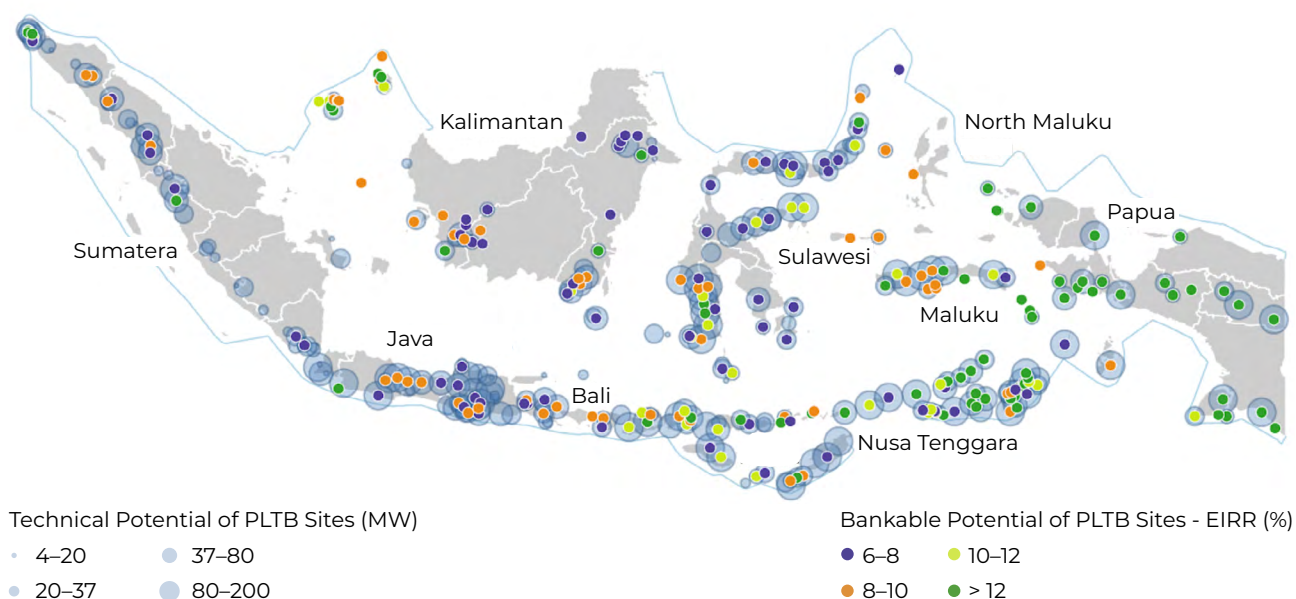 Kalimantan
North Maluku
Papua
Sumatera
Sulawesi
Maluku
Java
Bali
Nusa Tenggara
Technical Potential of PLTB Sites (MW)
4–20
37–80
20–37
80–200
Bankable Potential of PLTB Sites - EIRR (%)
6–8
10–12
8–10
> 12